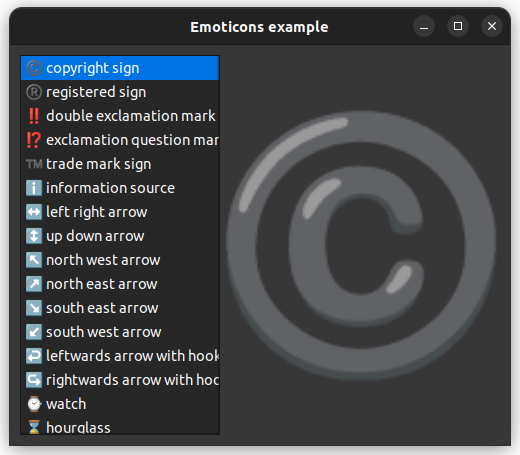 Emoticons example
copyright sign
registered sign
double exclamation mark
exclamation question mar
trade mark sign
information source
left right arrow
up down arrow
north west arrow
north east arrow
south east arrow
south west arrow
leftwards arrow with hook
rightwards arrow with hoo
watch
hourglass